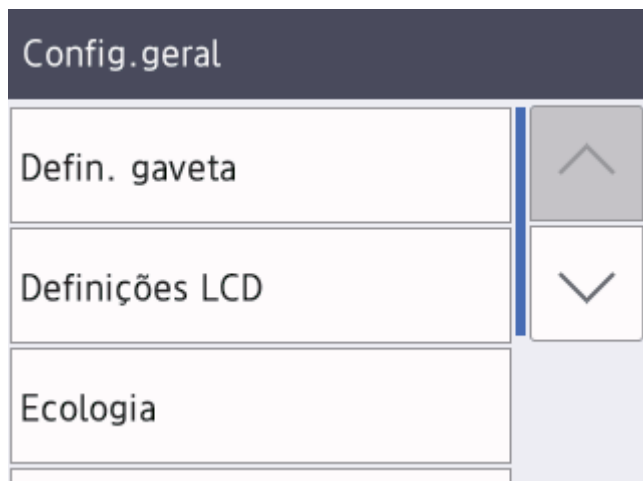 Config.geral
Defin. gaveta
Definições LCD
Ecologia